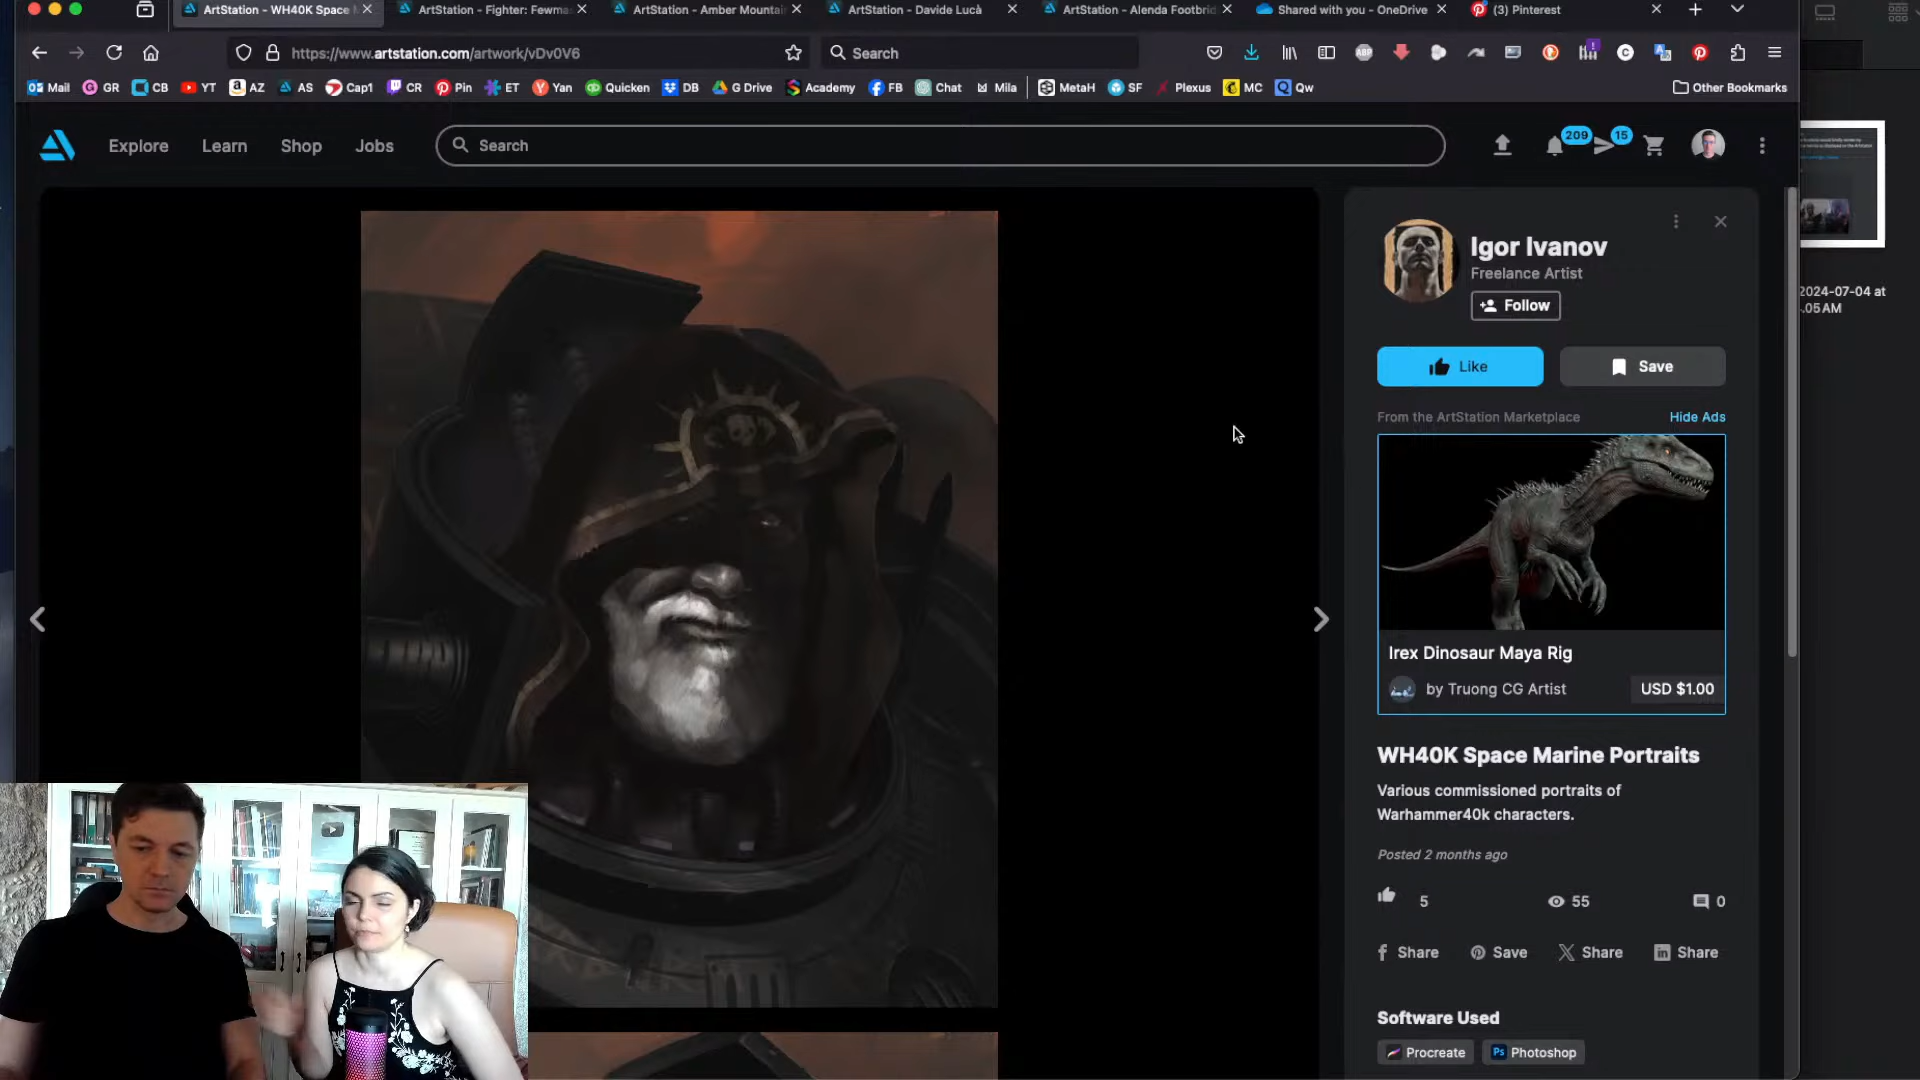 ArtStation - WH40K Space
ArtStation - Fighter: Fewma
ArtStation - Amber Mountai
ArtStation - Davide Lucà
ArtStation - Alenda Footbrid
Shared with you - OneDrive
(3) Pinterest
https://www.artstation.com/artwork/vDv0V6
Search
Mail
GR
CB
YT
AZ
AS
Cap1
CR
Pin
ET
Yan
Quicken
DB
G Drive
Academy
FB
Chat
Mila
MetaH
SF
Plexus
MC
Qw
Other Bookmarks
Explore
Learn
Shop
Jobs
Search
209
15
Igor Ivanov
Freelance Artist
Follow
Like
Save
2024-07-04 at
.05 AM
From the ArtStation Marketplace
Hide Ads
Irex Dinosaur Maya Rig
by Truong CG Artist
USD $1.00
WH40K Space Marine Portraits
Various commissioned portraits of
Warhammer40k characters.
Posted 2 months ago
5
55
0
Share
Save
Share
Share
Software Used
Procreate
Ps Photoshop